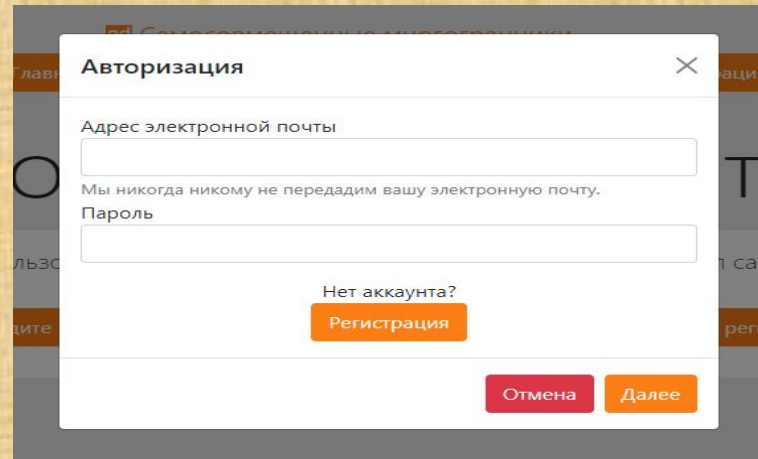 Авторизация
Адрес электронной почты
Мы никогда никому не передадим вашу электронную почту.
Пароль
Нет аккаунта?
Регистрация
Отмена
Далее